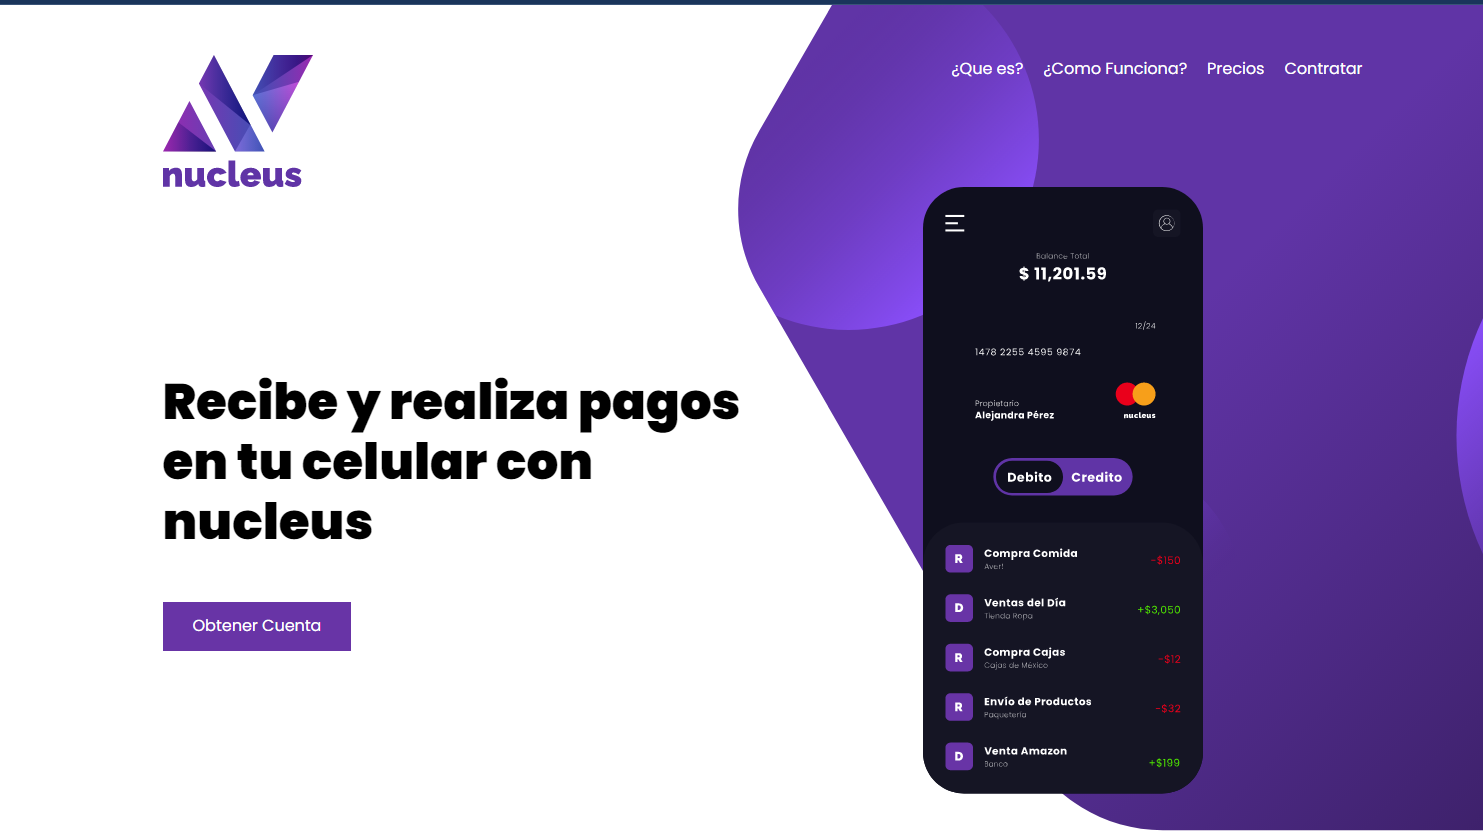 nucleus
¿Que es? ¿Como Funciona? Precios Contratar
Recibe y realiza pagos
en tu celular con
nucleus
Obtener Cuenta
Balance Total
$ 11,201.59
12/24
1478 2255 4595 9874
Propietario
Alejandra Pérez
nucleus
Debito Credito
R Compra Comida -$150
Avert
D Ventas del Día +$3,050
Tienda Ropa
R Compra Cajas -$12
Cajas de México
R Envío de Productos -$32
Paquetería
D Venta Amazon +$199
Banco